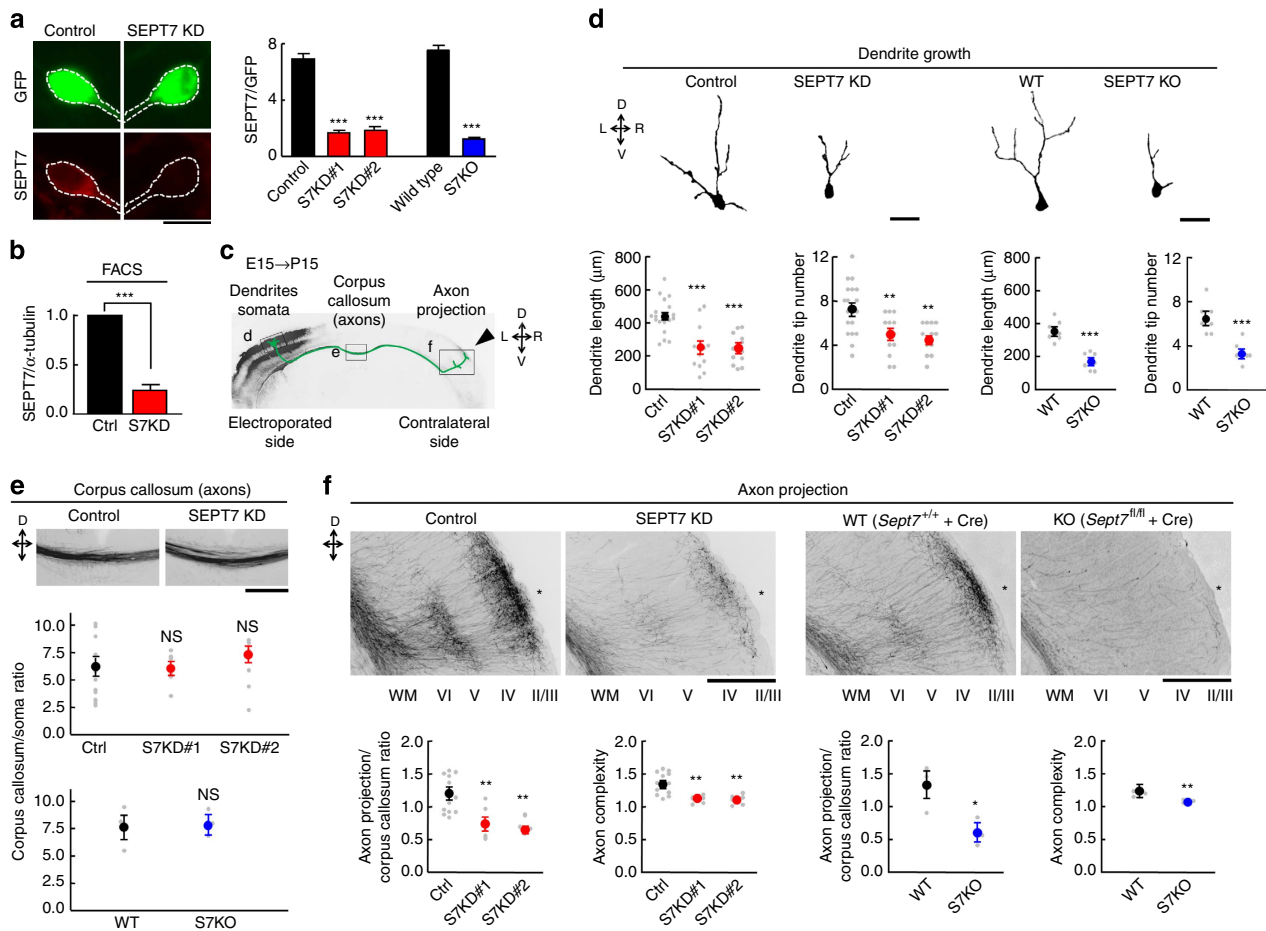 a
Control
SEPT7 KD
GFP
SEPT7
SEPT7/GFP
8
4
0
***
***
***
Control
S7KD#1
S7KD#2
Wild type
S7KO
b
FACS
***
SEPT7/α-tubulin
1.0
0.5
0.0
Ctrl
S7KD
c
E15→P15
Dendrites
somata
Corpus
callosum
(axons)
Axon
projection
D
L
R
V
d
e
f
Electroporated
side
Contralateral
side
d
Dendrite growth
Control
SEPT7 KD
WT
SEPT7 KO
D
L
R
V
Dendrite length (μm)
800
600
400
200
0
***
***
Ctrl
S7KD#1
S7KD#2
Dendrite tip number
12
8
4
0
**
**
Ctrl
S7KD#1
S7KD#2
Dendrite length (μm)
800
600
400
200
0
***
WT
S7KO
Dendrite tip number
12
8
4
0
***
WT
S7KO
e
Corpus callosum (axons)
Control
SEPT7 KD
D
Corpus callosum/soma ratio
10.0
7.5
5.0
2.5
0.0
NS
NS
Ctrl
S7KD#1
S7KD#2
10.0
7.5
5.0
2.5
0.0
NS
WT
S7KO
f
Axon projection
Control
SEPT7 KD
WT (Sept7+/+ + Cre)
KO (Sept7fl/fl + Cre)
D
*
*
*
*
WM VI V IV II/III
WM VI V IV II/III
WM VI V IV II/III
WM VI V IV II/III
Axon projection/
corpus callosum ratio
2.0
1.5
1.0
0.5
0.0
**
**
Ctrl
S7KD#1
S7KD#2
Axon complexity
2.0
1.5
1.0
0.5
0.0
**
**
Ctrl
S7KD#1
S7KD#2
Axon projection/
corpus callosum ratio
2.0
1.5
1.0
0.5
0.0
*
WT
S7KO
Axon complexity
2.0
1.5
1.0
0.5
0.0
**
WT
S7KO